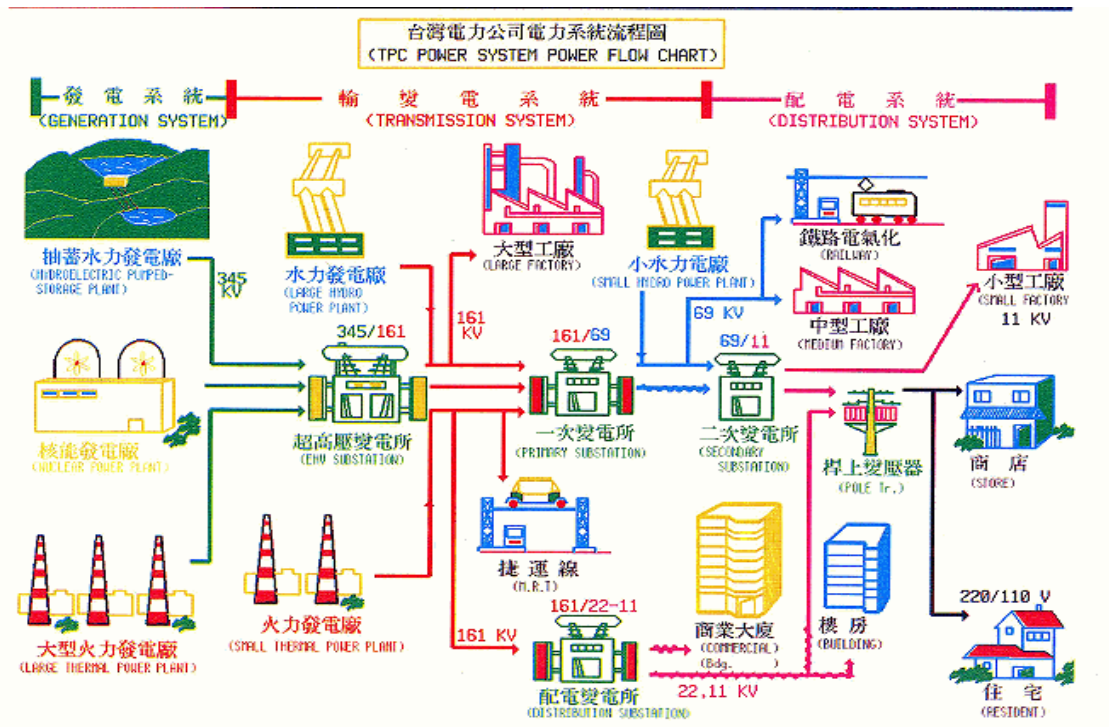 台灣電力公司電力系統流程圖
(TPC POWER SYSTEM POWER FLOW CHART)
發電系統
(GENERATION SYSTEM)
輸變電系統
(TRANSMISSION SYSTEM)
配電系統
(DISTRIBUTION SYSTEM)
抽蓄水力發電廠
(HYDROELECTRIC PUMPED-
STORAGE PLANT)
345
KV
水力發電廠
(LARGE HYDRO
POWER PLANT)
大型工廠
(LARGE FACTORY)
161
KV
小水力電廠
(SMALL HYDRO POWER PLANT)
69 KV
鐵路電氣化
(RAILWAY)
中型工廠
(MEDIUM FACTORY)
小型工廠
(SMALL FACTORY
11 KV
核能發電廠
(NUCLEAR POWER PLANT)
345/161
超高壓變電所
(EHV SUBSTATION)
161/69
一次變電所
(PRIMARY SUBSTATION)
69/11
二次變電所
(SECONDARY
SUBSTATION)
桿上變壓器
(POLE Tr.)
商店
(STORE)
大型火力發電廠
(LARGE THERMAL POWER PLANT)
火力發電廠
(SMALL THERMAL POWER PLANT)
捷運線
(M.R.T)
161 KV
161/22-11
配電變電所
(DISTRIBUTION SUBSTATION)
商業大廈
(COMMERCIAL)
(Bdg. )
樓房
(BUILDING)
22,11 KV
220/110 V
住宅
(RESIDENT)